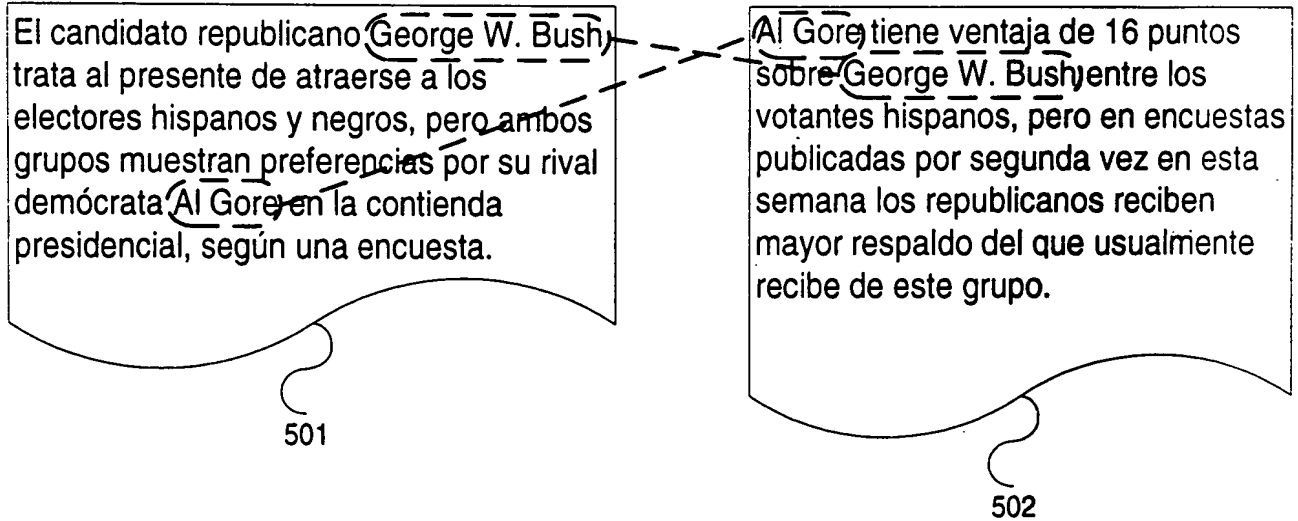 El candidato republicano George W. Bush
trata al presente de atraerse a los
electores hispanos y negros, pero ambos
grupos muestran preferencias por su rival
demócrata Al Gore en la contienda
presidencial, según una encuesta.
501
Al Gore tiene ventaja de 16 puntos
sobre George W. Bush entre los
votantes hispanos, pero en encuestas
publicadas por segunda vez en esta
semana los republicanos reciben
mayor respaldo del que usualmente
recibe de este grupo.
502